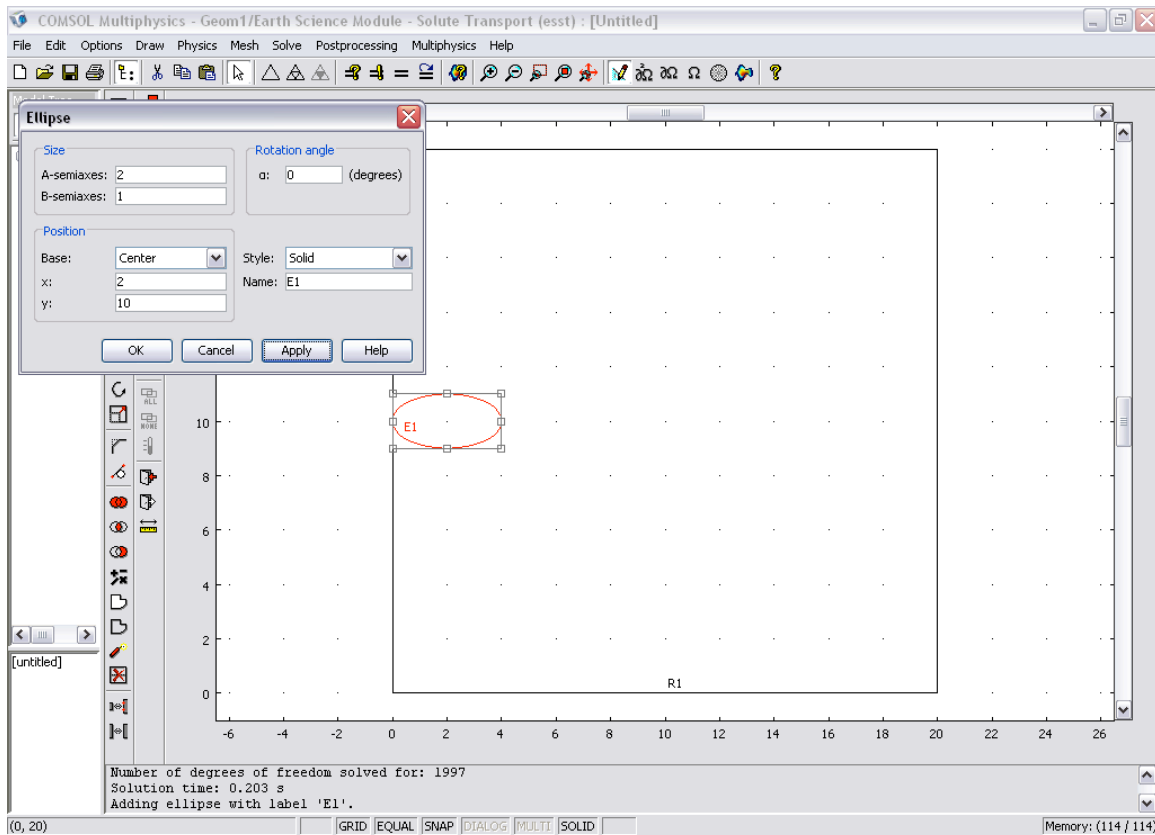 COMSOL Multiphysics - Geom1/Earth Science Module - Solute Transport (esst) : [Untitled]
File Edit Options Draw Physics Mesh Solve Postprocessing Multiphysics Help
Ellipse
Size
Rotation angle
A-semiaxes: 2
α: 0 (degrees)
B-semiaxes: 1
Position
Base: Center
Style: Solid
x: 2
Name: E1
y: 10
OK Cancel Apply Help
ALL
NONE
10
E1
8
6
4
2
[untitled]
R1
0
-6 -4 -2 0 2 4 6 8 10 12 14 16 18 20 22 24 26
Number of degrees of freedom solved for: 1997
Solution time: 0.203 s
Adding ellipse with label 'E1'.
(0, 20) GRID EQUAL SNAP DIALOG MULTI SOLID Memory: (114 / 114)